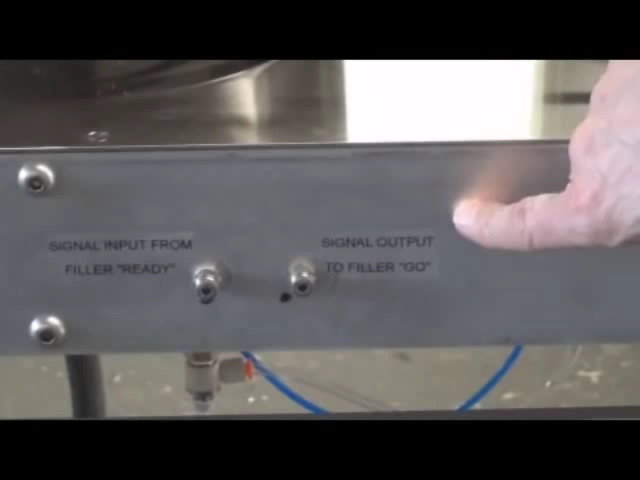 SIGNAL INPUT FROM
FILLER "READY"
SIGNAL OUTPUT
TO FILLER "GO"